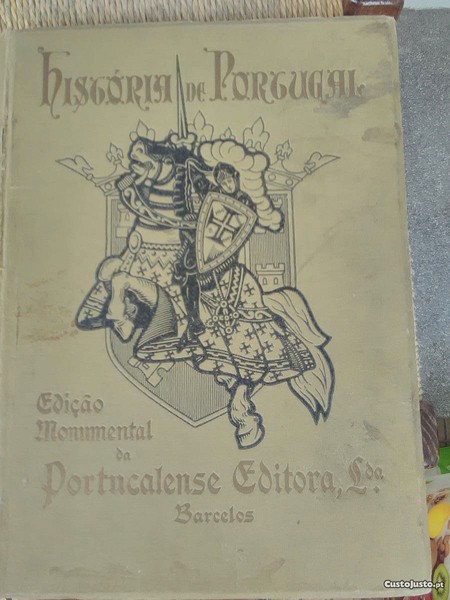 História de Portugal
Edição
Monumental
da
Portucalense Editora, Lda.
Barcelos
CustoJusto.pt